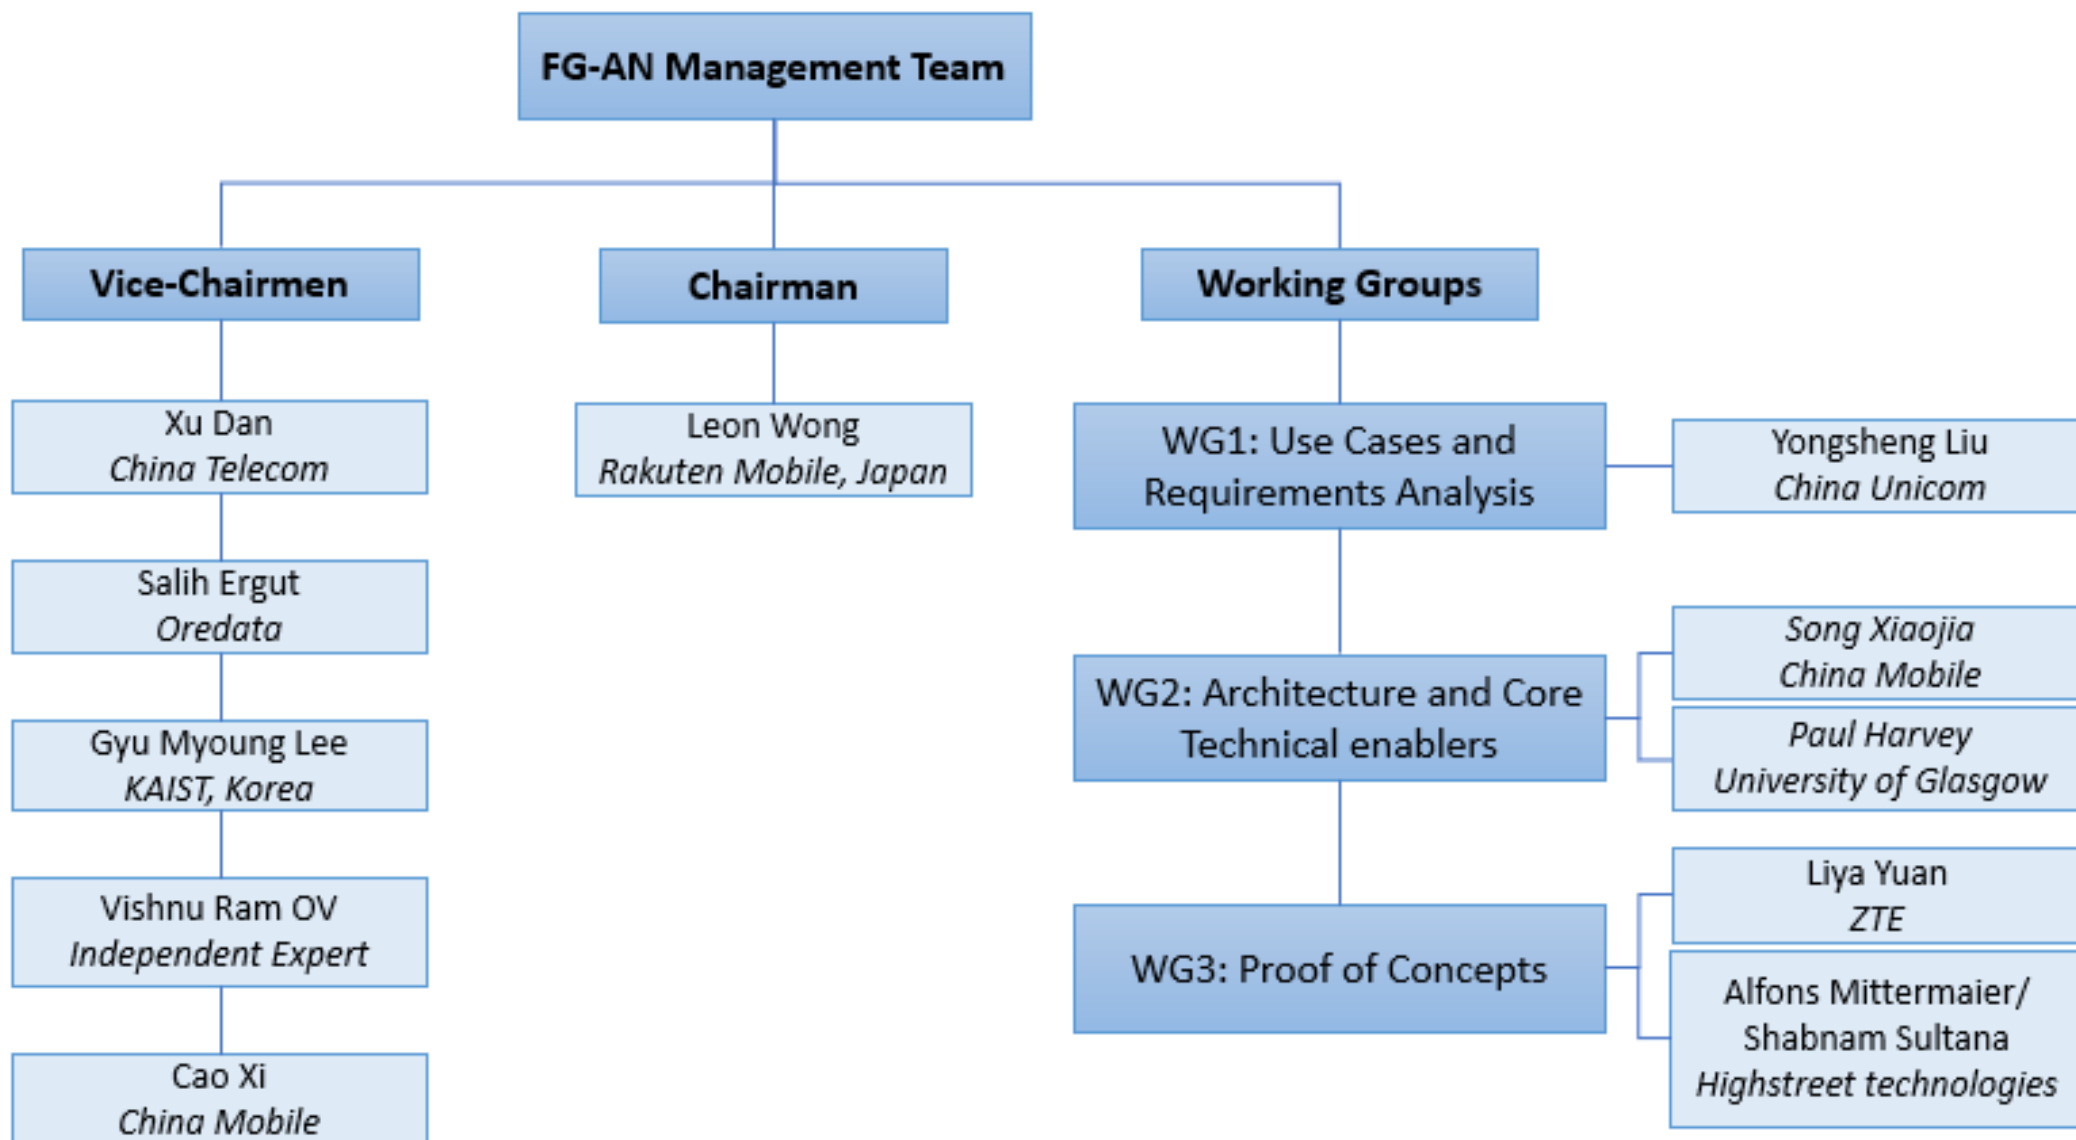 FG-AN Management Team
Vice-Chairmen
Chairman
Working Groups
Xu Dan
China Telecom
Salih Ergut
Oredata
Gyu Myoung Lee
KAIST, Korea
Vishnu Ram OV
Independent Expert
Cao Xi
China Mobile
Leon Wong
Rakuten Mobile, Japan
WG1: Use Cases and
Requirements Analysis
Yongsheng Liu
China Unicom
WG2: Architecture and Core
Technical enablers
Song Xiaojia
China Mobile
Paul Harvey
University of Glasgow
WG3: Proof of Concepts
Liya Yuan
ZTE
Alfons Mittermaier/
Shabnam Sultana
Highstreet technologies